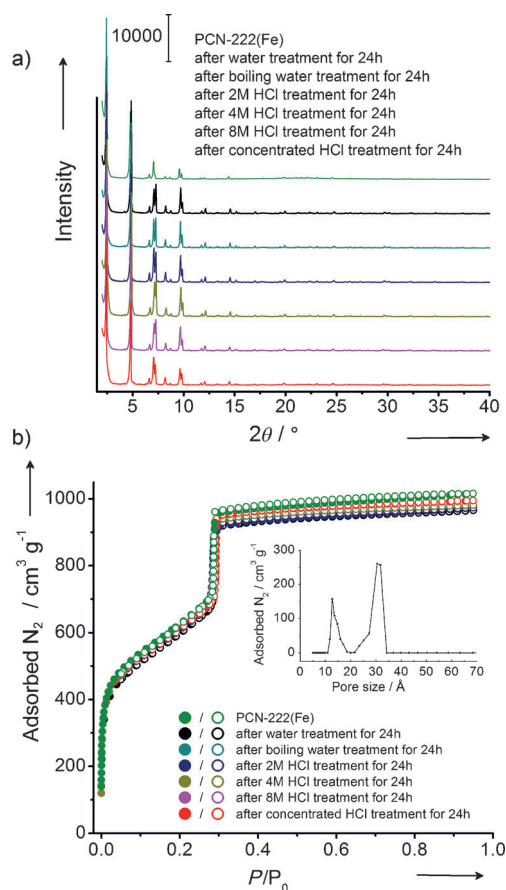 10000
a)
PCN-222(Fe)
after water treatment for 24h
after boiling water treatment for 24h
after 2M HCl treatment for 24h
after 4M HCl treatment for 24h
after 8M HCl treatment for 24h
after concentrated HCl treatment for 24h
Intensity
5 10 15 20 25 30 35 40
2θ / °
b)
Adsorbed N₂ / cm³ g⁻¹
1000
800
600
400
200
0
0.0 0.2 0.4 0.6 0.8 1.0
P/P₀
Adsorbed N₂ / cm³ g⁻¹
300
200
100
0
0 10 20 30 40 50 60 70
Pore size / Å
/ PCN-222(Fe)
/ after water treatment for 24h
/ after boiling water treatment for 24h
/ after 2M HCl treatment for 24h
/ after 4M HCl treatment for 24h
/ after 8M HCl treatment for 24h
/ after concentrated HCl treatment for 24h